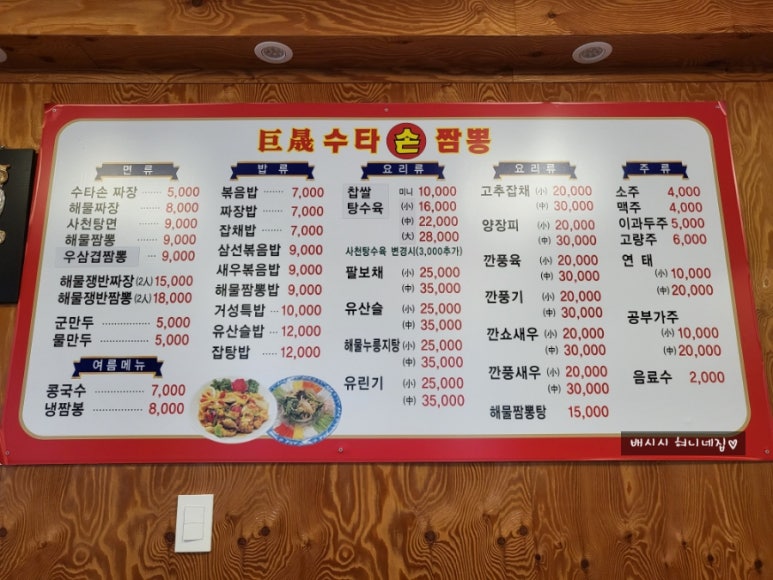 巨晟 수타 손 짬뽕
면 류
수타손 짜장 ...... 5,000
해물짜장 ............ 8,000
사천탕면 ............ 9,000
해물짬뽕 ............ 9,000
우삼겹짬뽕 ... 9,000
해물쟁반짜장(2人) 15,000
해물쟁반짬뽕(2人) 18,000
군만두 .................. 5,000
물만두 .................. 5,000
여름메뉴
콩국수 ............ 7,000
냉짬뽕 ............ 8,000
밥 류
볶음밥 ...... 7,000
짜장밥 ...... 7,000
잡채밥 ...... 7,000
삼선볶음밥 9,000
새우볶음밥 9,000
해물짬뽕밥 9,000
거성특밥 ... 10,000
유산슬밥 ... 12,000
잡탕밥 ...... 12,000
요리류
찹쌀 미니 10,000
탕수육 (小) 16,000
(中) 22,000
(大) 28,000
사천탕수육 변경시(3,000추가)
팔보채 (小) 25,000
(中) 35,000
유산슬 (小) 25,000
(中) 35,000
해물누룽지탕 (小) 25,000
(中) 35,000
유린기 (小) 25,000
(中) 35,000
요리류
고추잡채 (小) 20,000
(中) 30,000
양장피 (小) 20,000
(中) 30,000
깐풍육 (小) 20,000
(中) 30,000
깐풍기 (小) 20,000
(中) 30,000
깐쇼새우 (小) 20,000
(中) 30,000
깐풍새우 (小) 20,000
(中) 30,000
해물짬뽕탕 15,000
주 류
소주 4,000
맥주 4,000
이과두주 5,000
고량주 6,000
연 태
(小) 10,000
(中) 20,000
공부가주
(小) 10,000
(中) 20,000
음료수 2,000
배시시 혀니네집♡